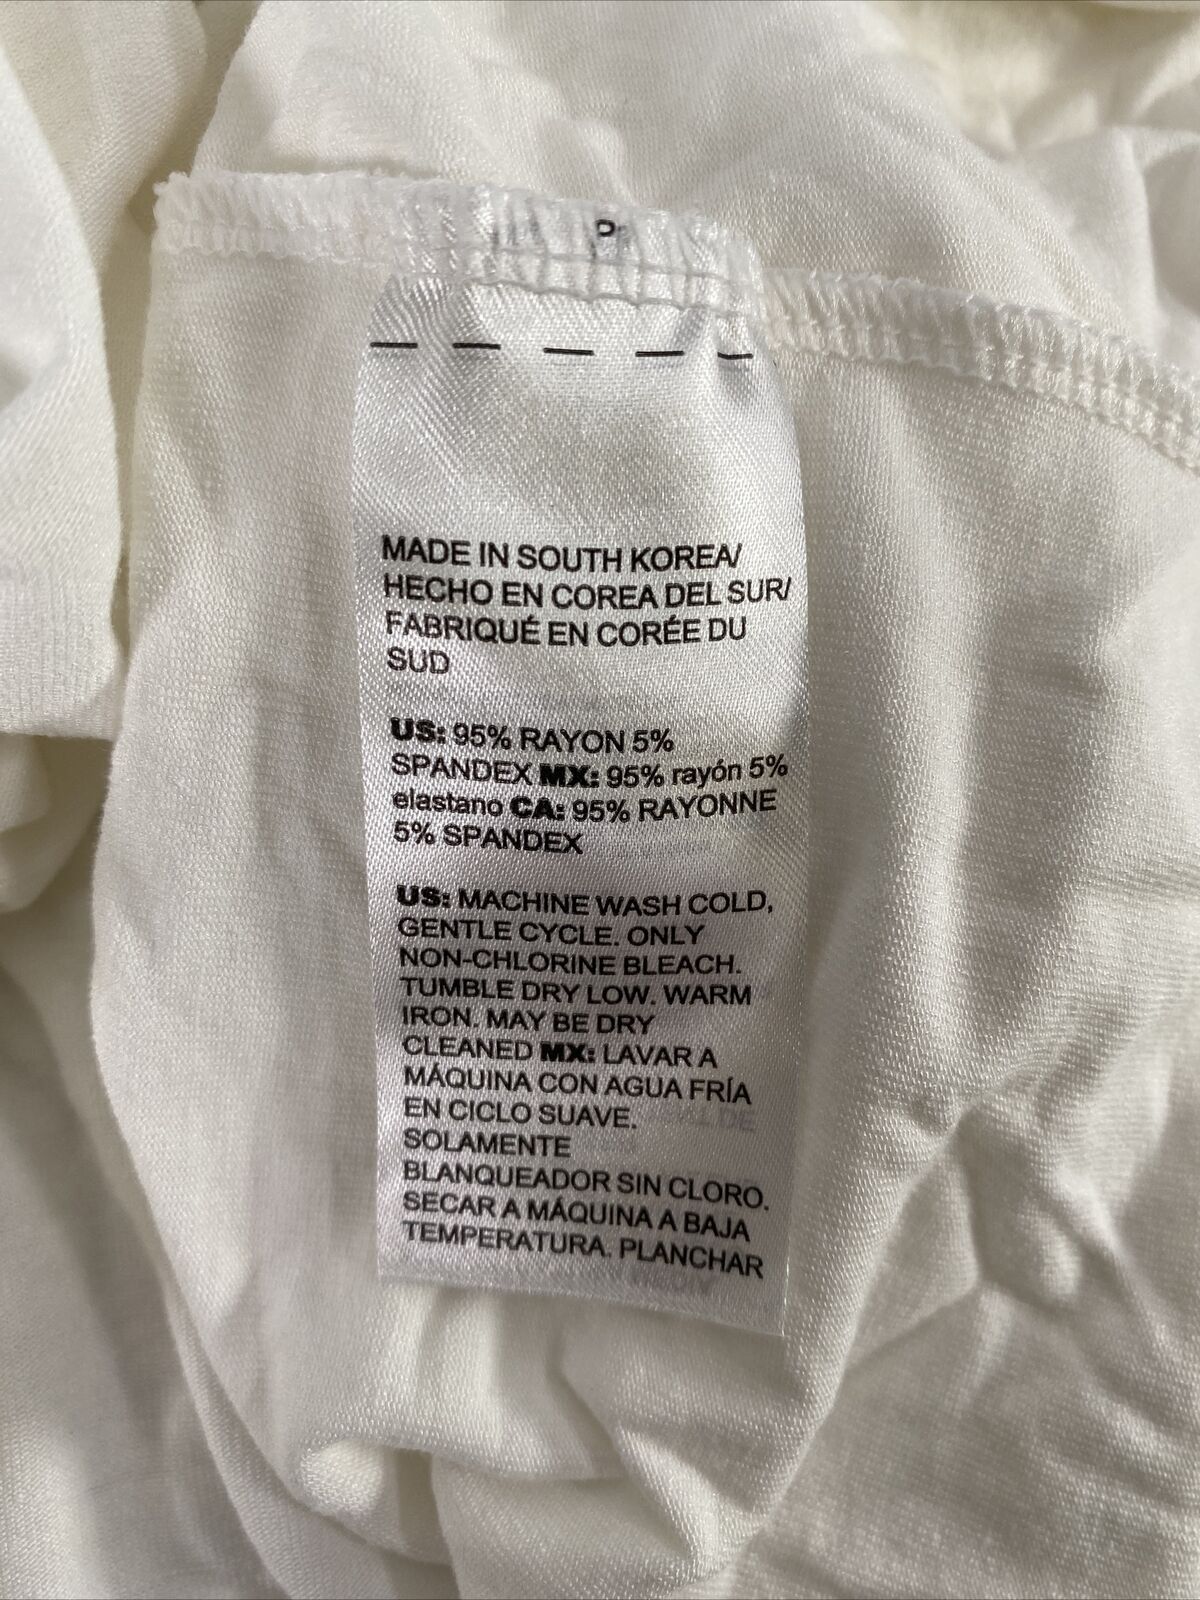 P
MADE IN SOUTH KOREA/
HECHO EN COREA DEL SUR/
FABRIQUÉ EN CORÉE DU
SUD
US: 95% RAYON 5%
SPANDEX MX: 95% rayón 5%
elastano CA: 95% RAYONNE
5% SPANDEX
US: MACHINE WASH COLD,
GENTLE CYCLE. ONLY
NON-CHLORINE BLEACH.
TUMBLE DRY LOW. WARM
IRON. MAY BE DRY
CLEANED MX: LAVAR A
MÁQUINA CON AGUA FRÍA
EN CICLO SUAVE.
SOLAMENTE
BLANQUEADOR SIN CLORO.
SECAR A MÁQUINA A BAJA
TEMPERATURA. PLANCHAR